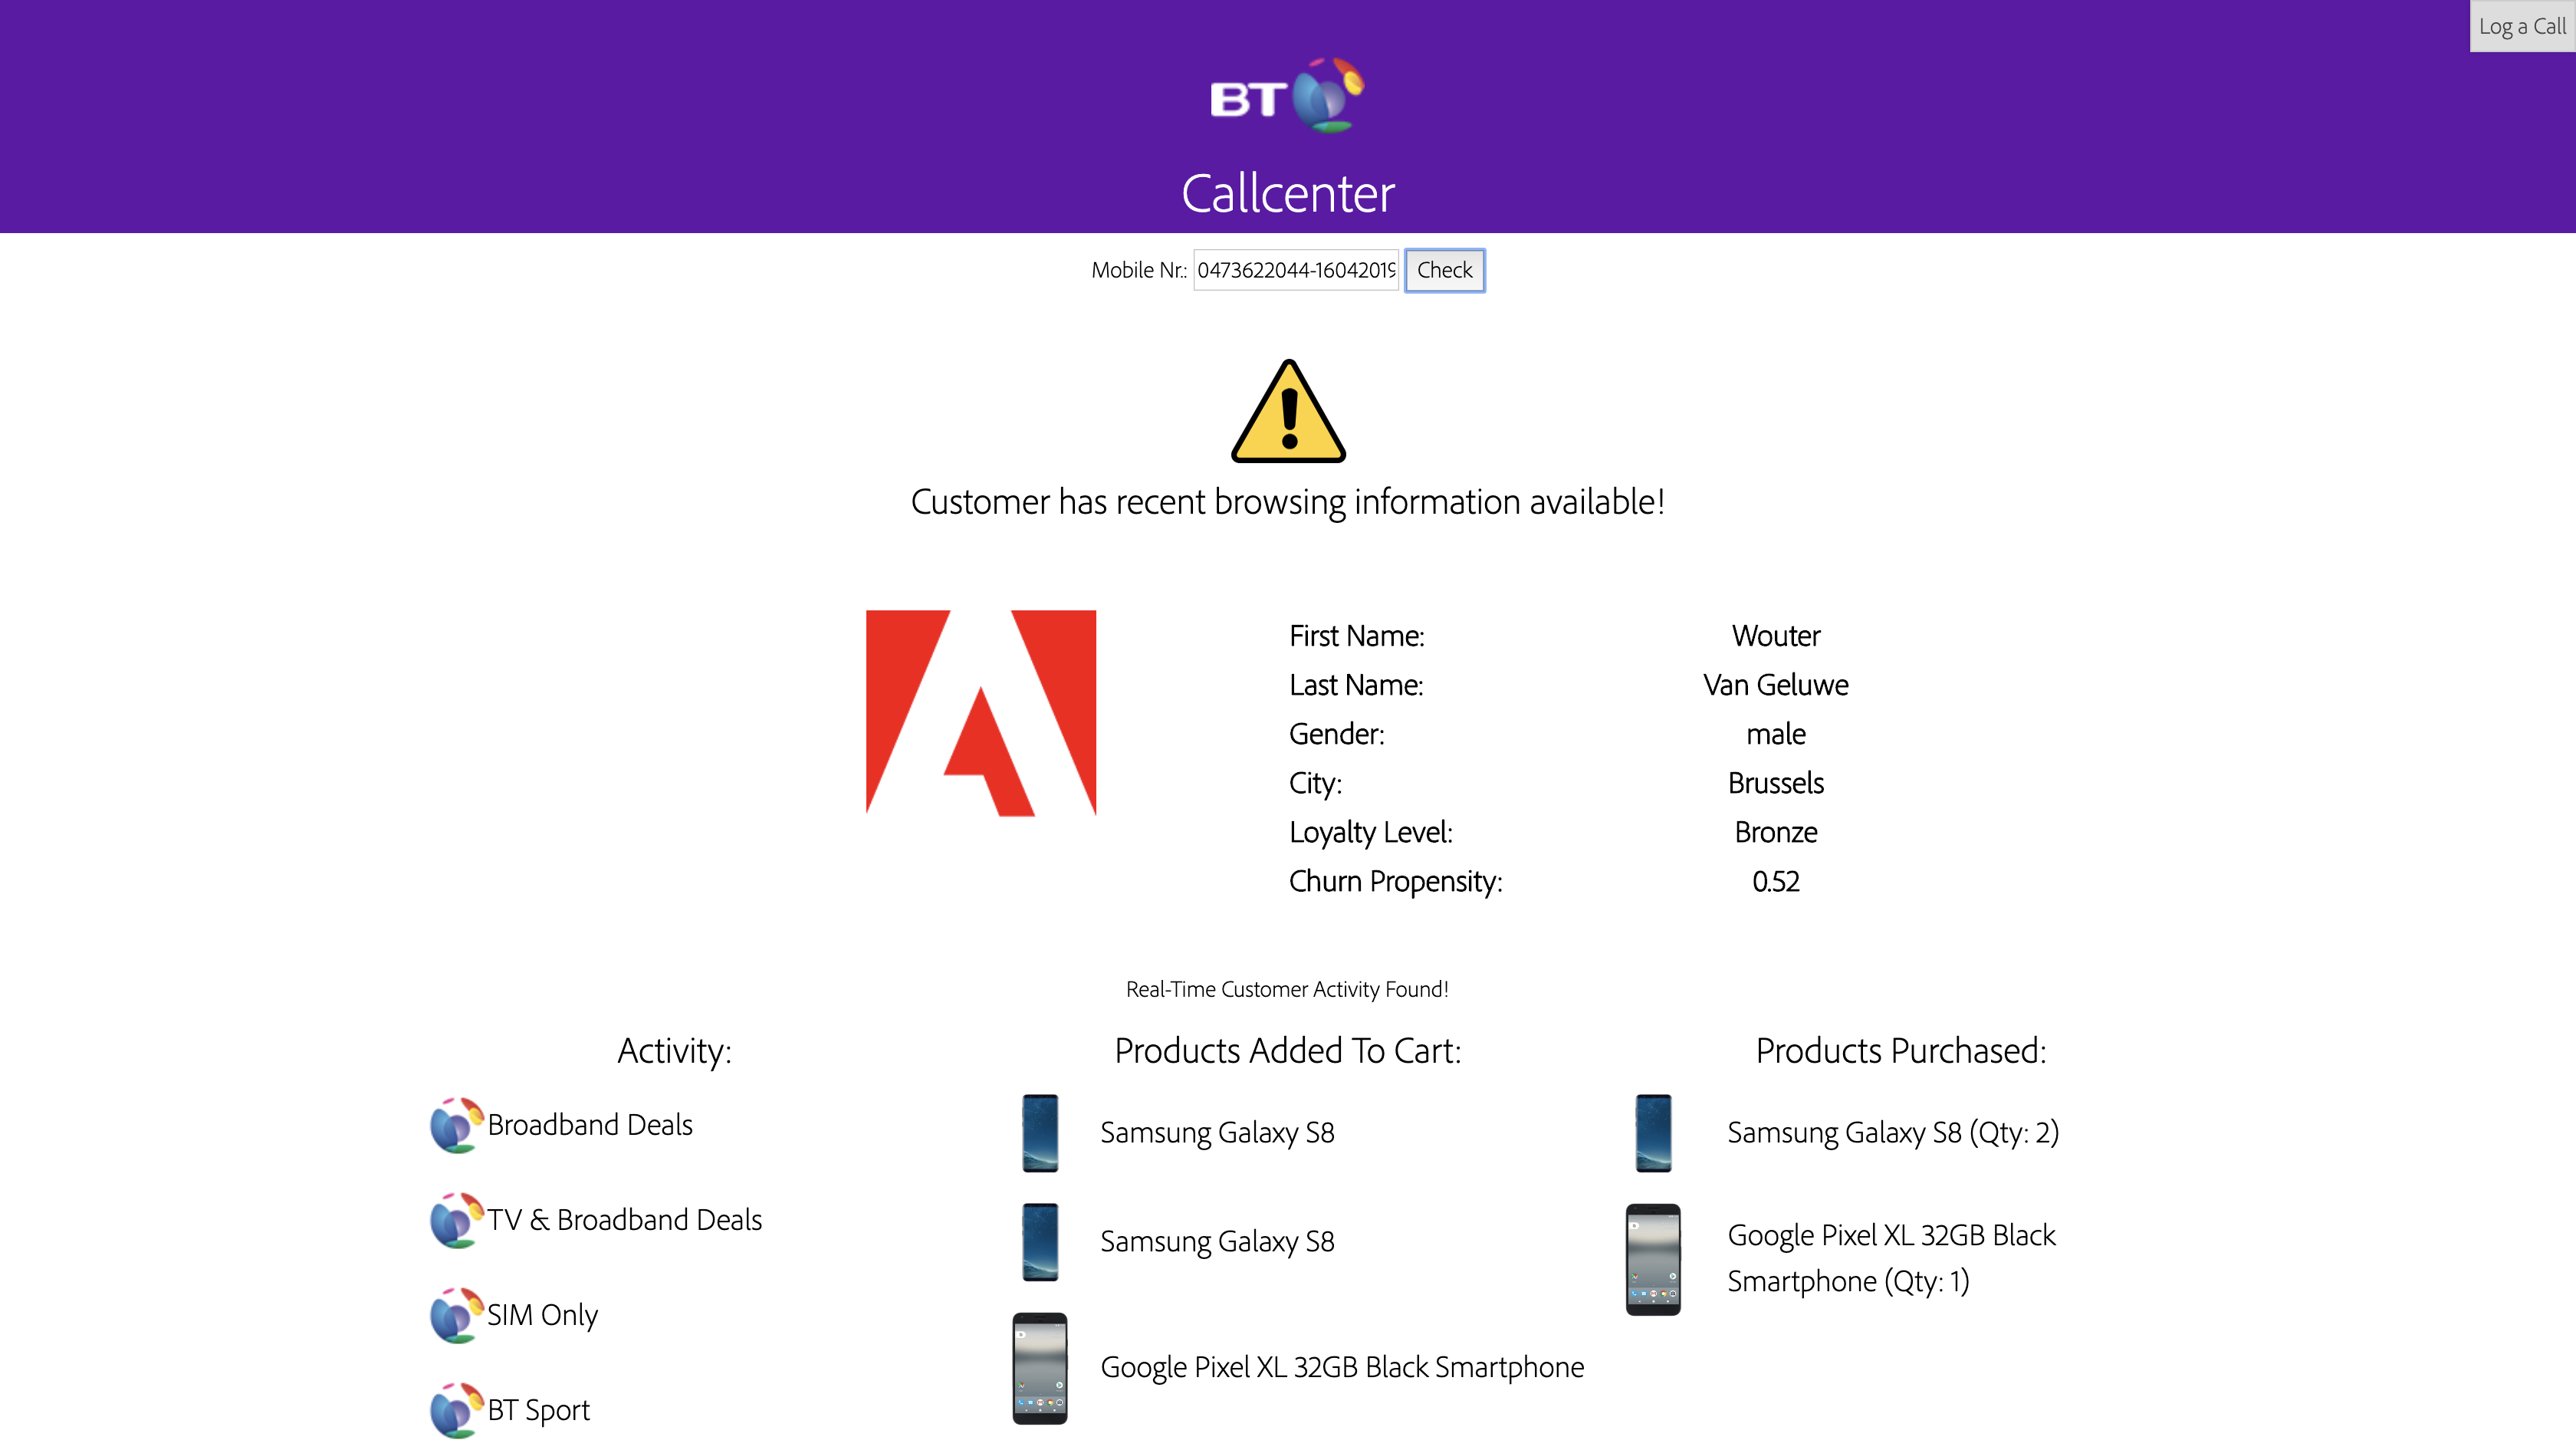 Log a Call
BT
Callcenter
Mobile Nr.: 0473622044-16042019 Check
Customer has recent browsing information available!
First Name: Wouter
Last Name: Van Geluwe
Gender: male
City: Brussels
Loyalty Level: Bronze
Churn Propensity: 0.52
Real-Time Customer Activity Found!
Activity:
Broadband Deals
TV & Broadband Deals
SIM Only
BT Sport
Products Added To Cart:
Samsung Galaxy S8
Samsung Galaxy S8
Google Pixel XL 32GB Black Smartphone
Products Purchased:
Samsung Galaxy S8 (Qty: 2)
Google Pixel XL 32GB Black
Smartphone (Qty: 1)